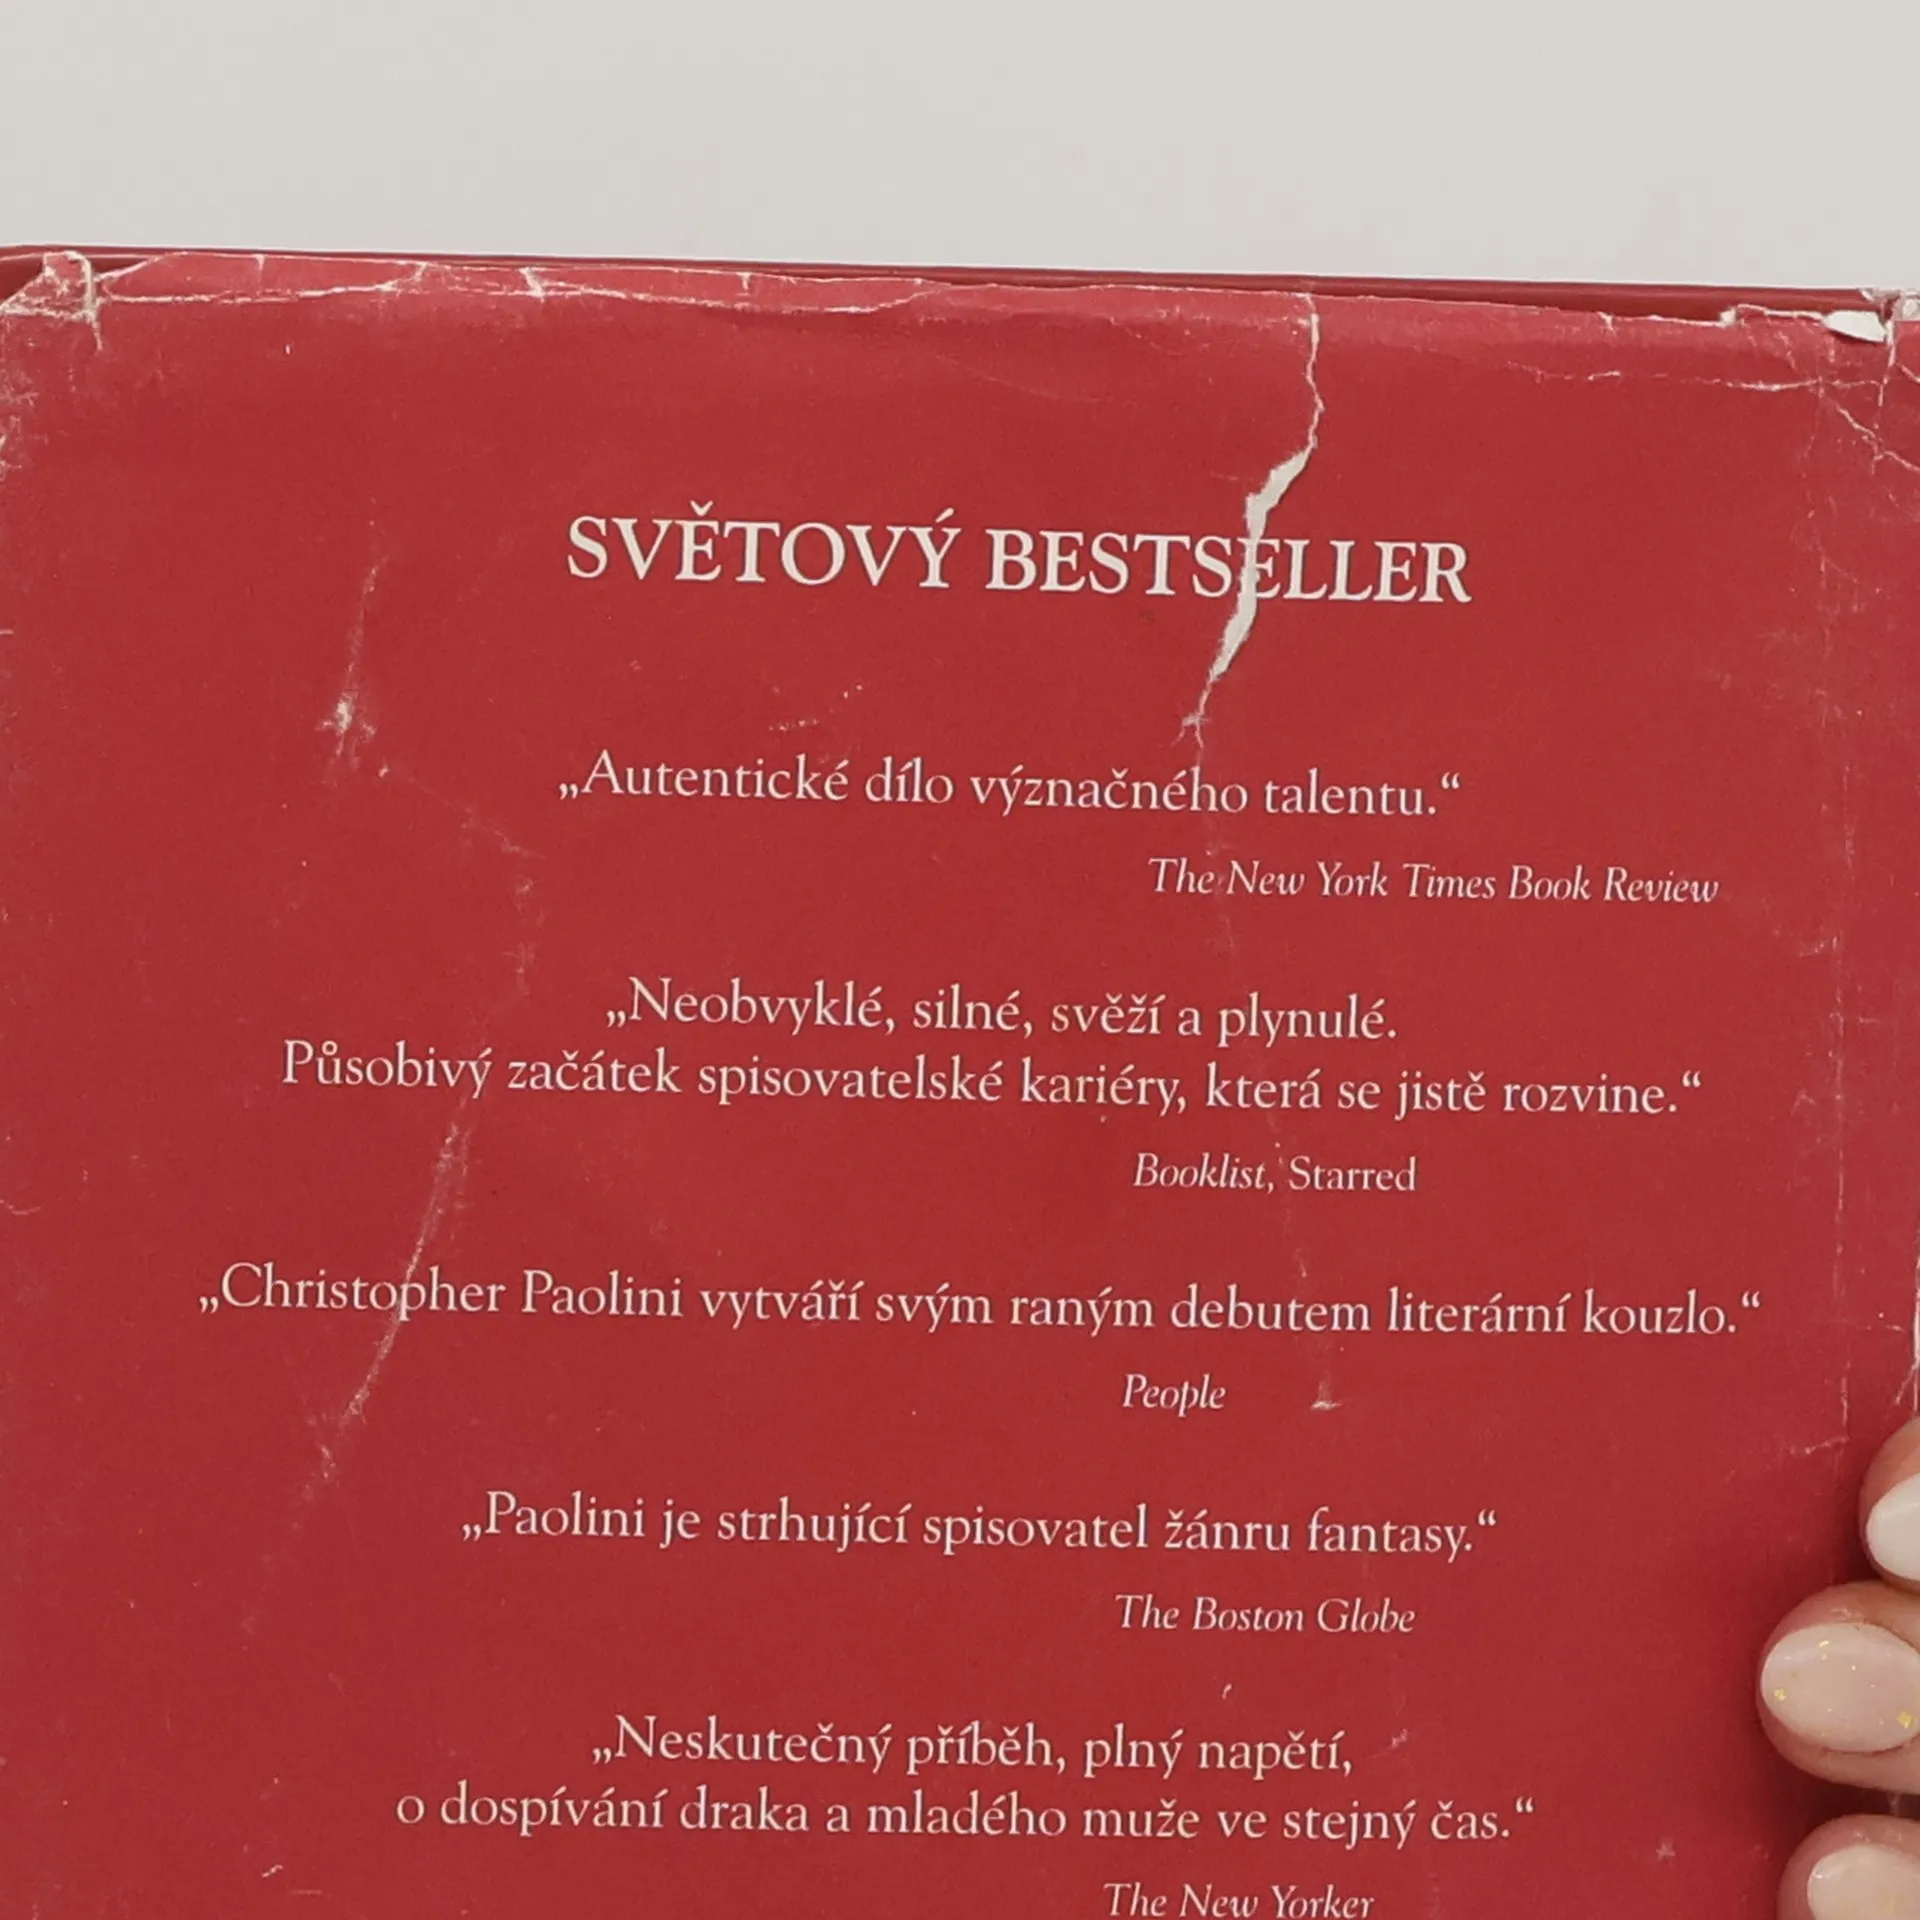 SVĚTOVÝ BESTSELLER
„Autentické dílo význačného talentu.“
The New York Times Book Review
„Neobvyklé, silné, svěží a plynulé.
Působivý začátek spisovatelské kariéry, která se jistě rozvine.“
Booklist, Starred
„Christopher Paolini vytváří svým raným debutem literární kouzlo.“
People
„Paolini je strhující spisovatel žánru fantasy.“
The Boston Globe
„Neskutečný příběh, plný napětí,
o dospívání draka a mladého muže ve stejný čas.“
The New Yorker